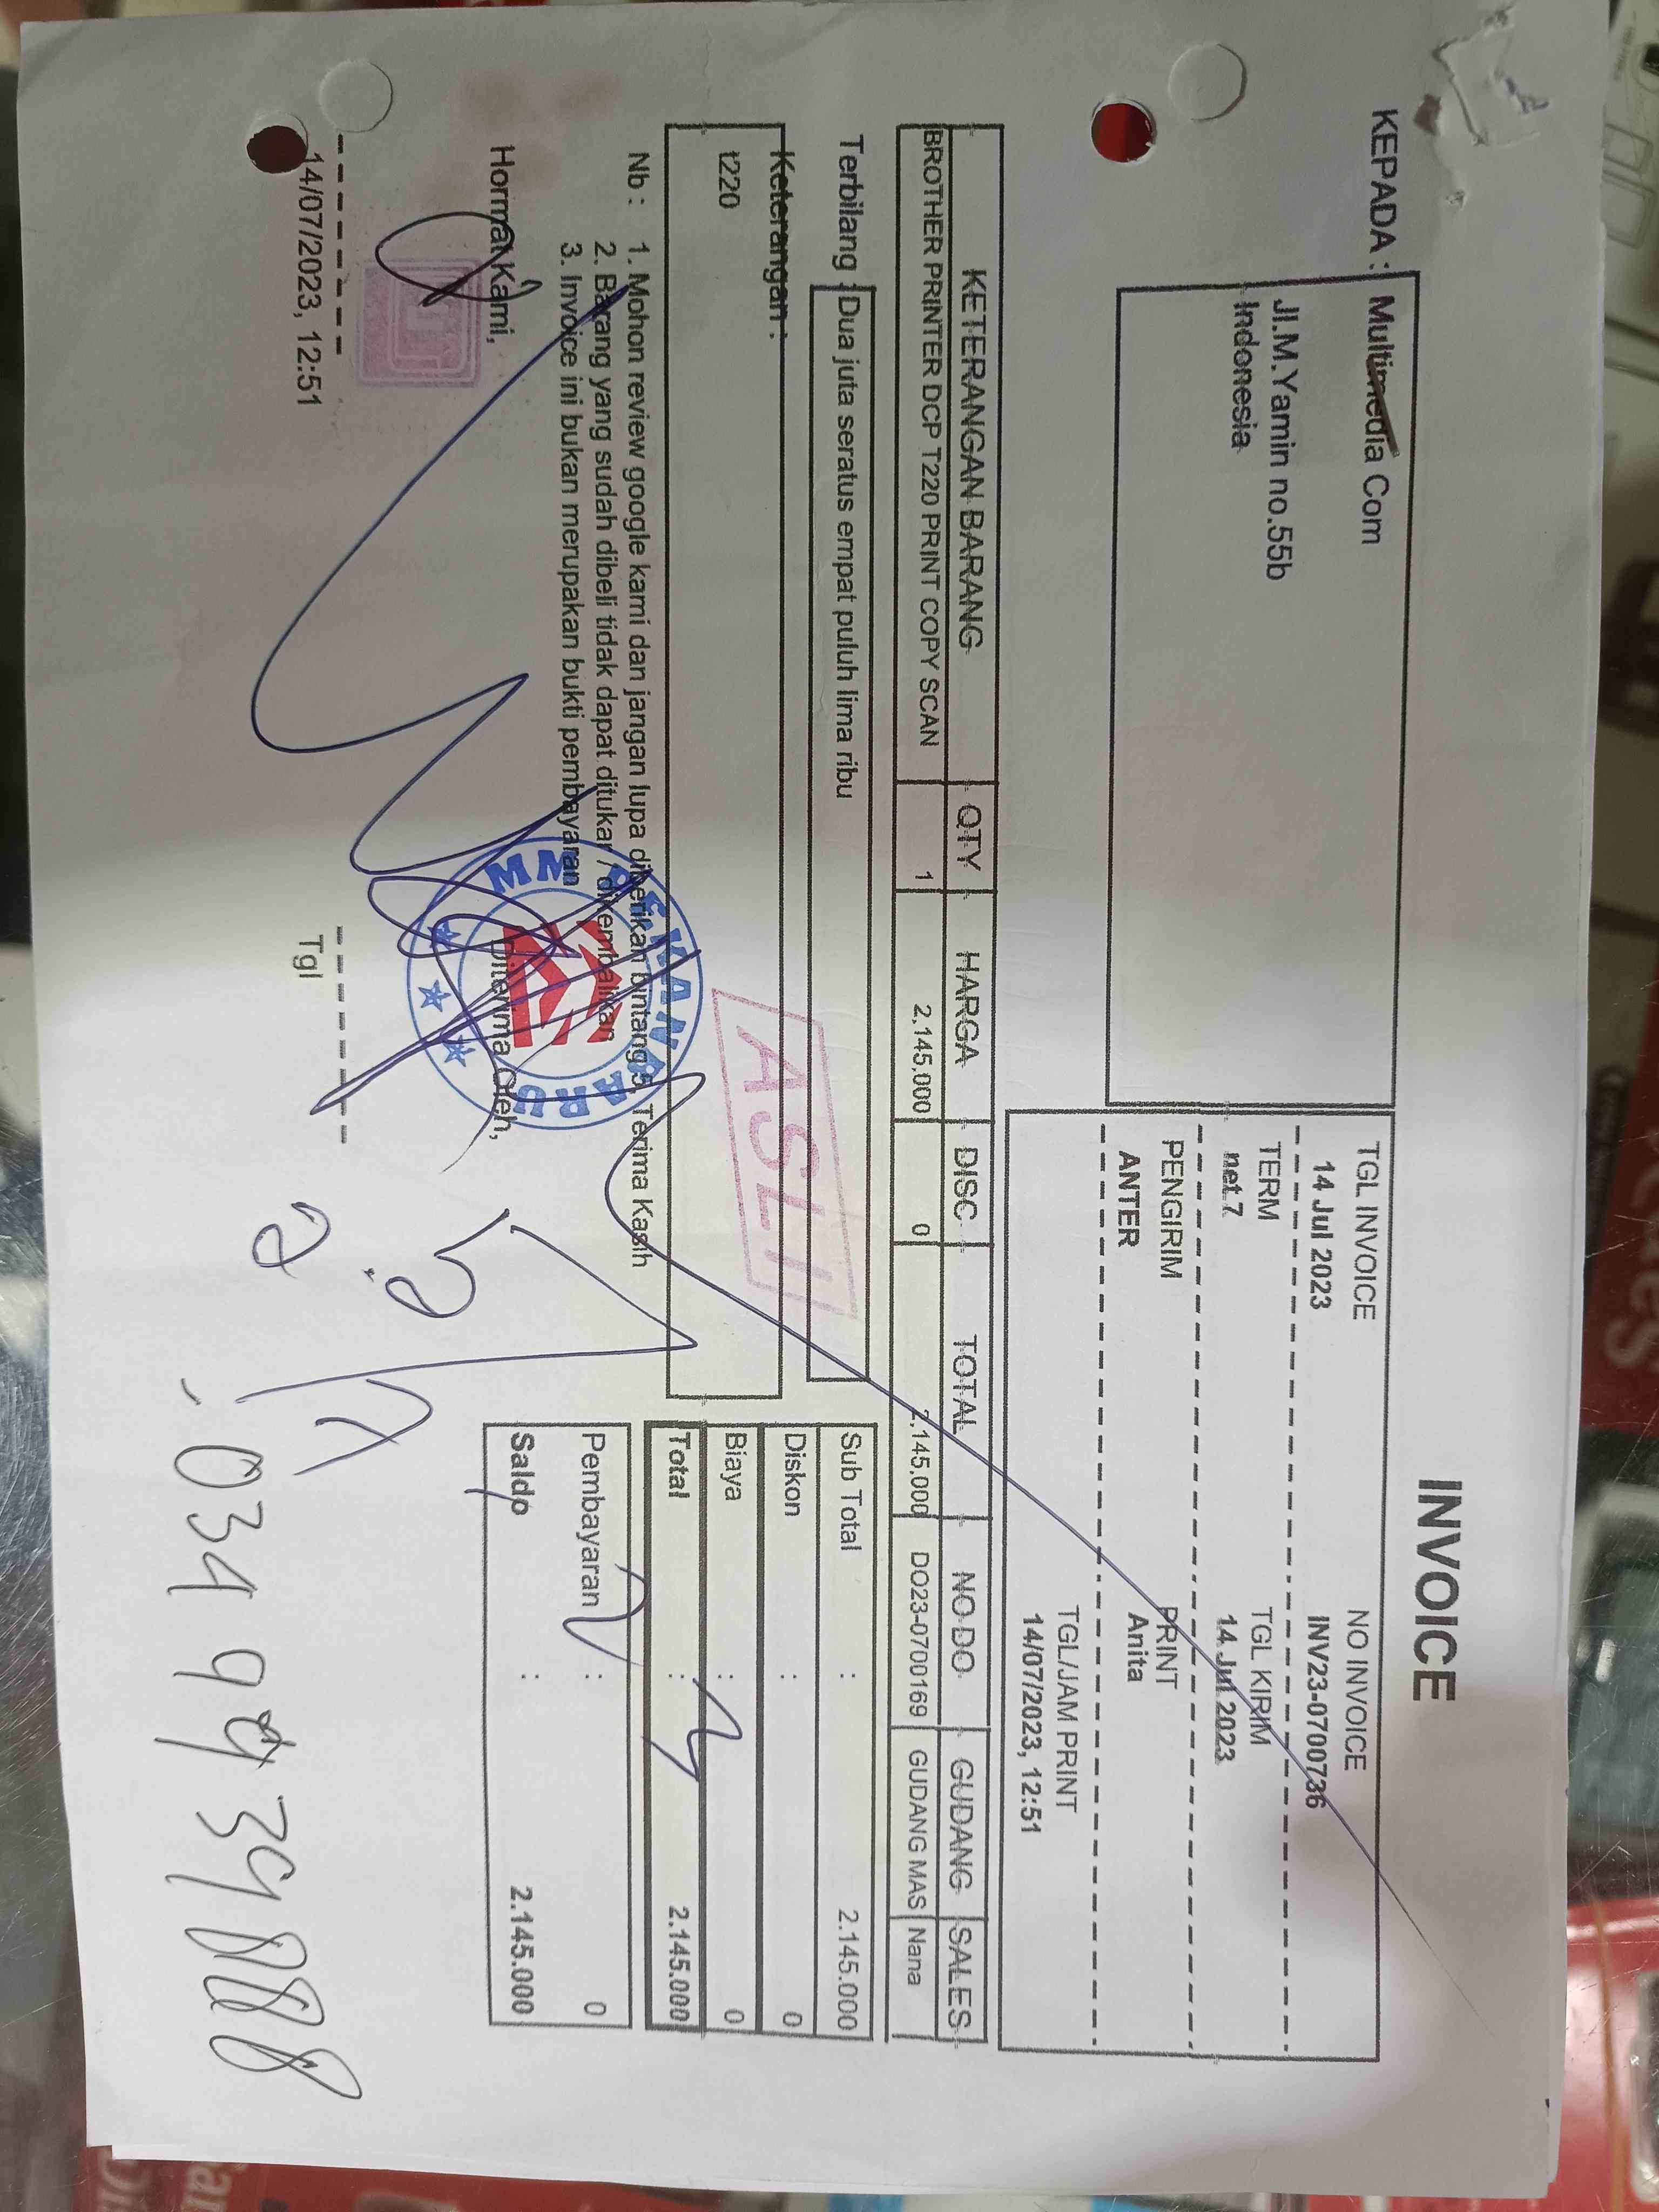 INVOICE
KEPADA : Multimedia Com
Jl.M.Yamin no.55b
Indonesia
TGL INVOICE NO INVOICE
14 Jul 2023 INV23-0700736
TERM TGL KIRIM
net 7 14 Jul 2023
PENGIRIM PRINT
ANTER Anita
TGL/JAM PRINT
14/07/2023, 12:51
KETERANGAN BARANG QTY HARGA DISC TOTAL NO DO GUDANG SALES
BROTHER PRINTER DCP T220 PRINT COPY SCAN 1 2,145,000 0 2,145,000 DO23-0700169 GUDANG MAS Nana
Terbilang : Dua juta seratus empat puluh lima ribu
Keterangan :
t220
ASLI
Sub Total : 2.145.000
Diskon : 0
Biaya : 0
Total : 2.145.000
Pembayaran : 0
Saldo : 2.145.000
Nb : 1. Mohon review google kami dan jangan lupa diberikan bintang 5, Terima Kasih
2. Barang yang sudah dibeli tidak dapat ditukar / dikembalikan
3. Invoice ini bukan merupakan bukti pembayaran
Hormat Kami, Diterima Oleh,
MM PEKANBARU
14/07/2023, 12:51 Tgl